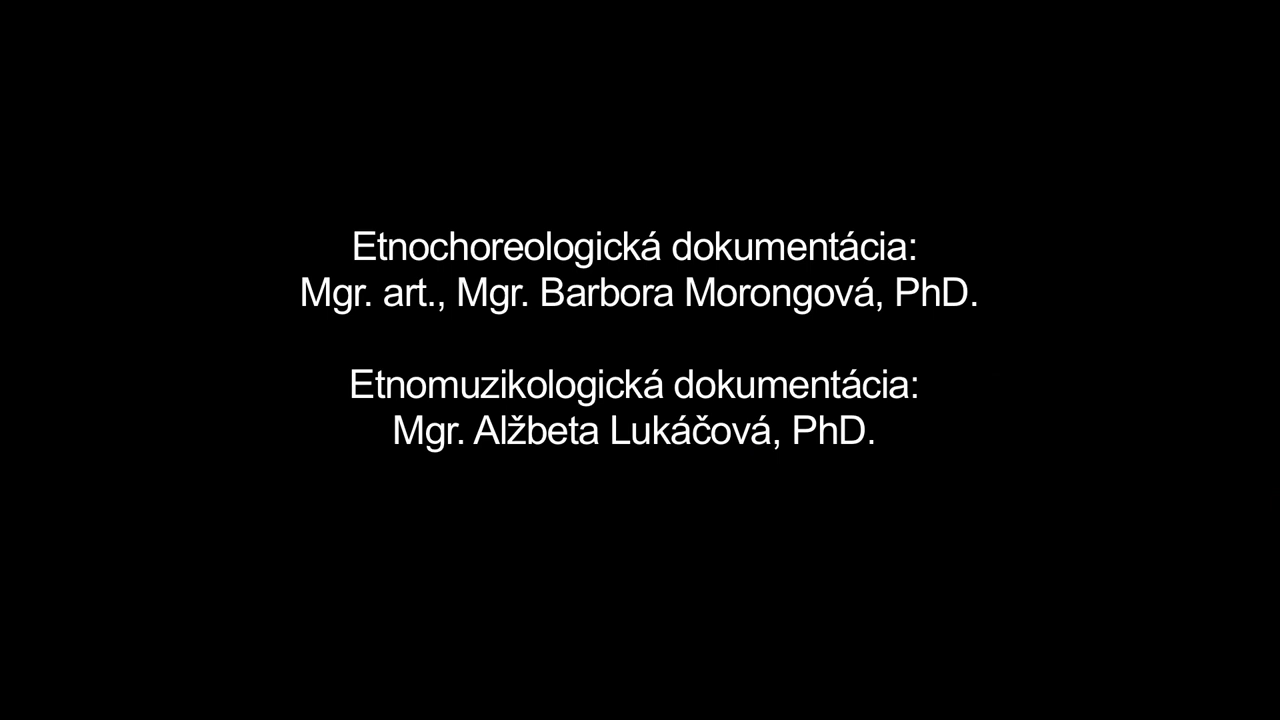 Etnochoreologická dokumentácia:
Mgr. art., Mgr. Barbora Morongová, PhD.
Etnomuzikologická dokumentácia:
Mgr. Alžbeta Lukáčová, PhD.